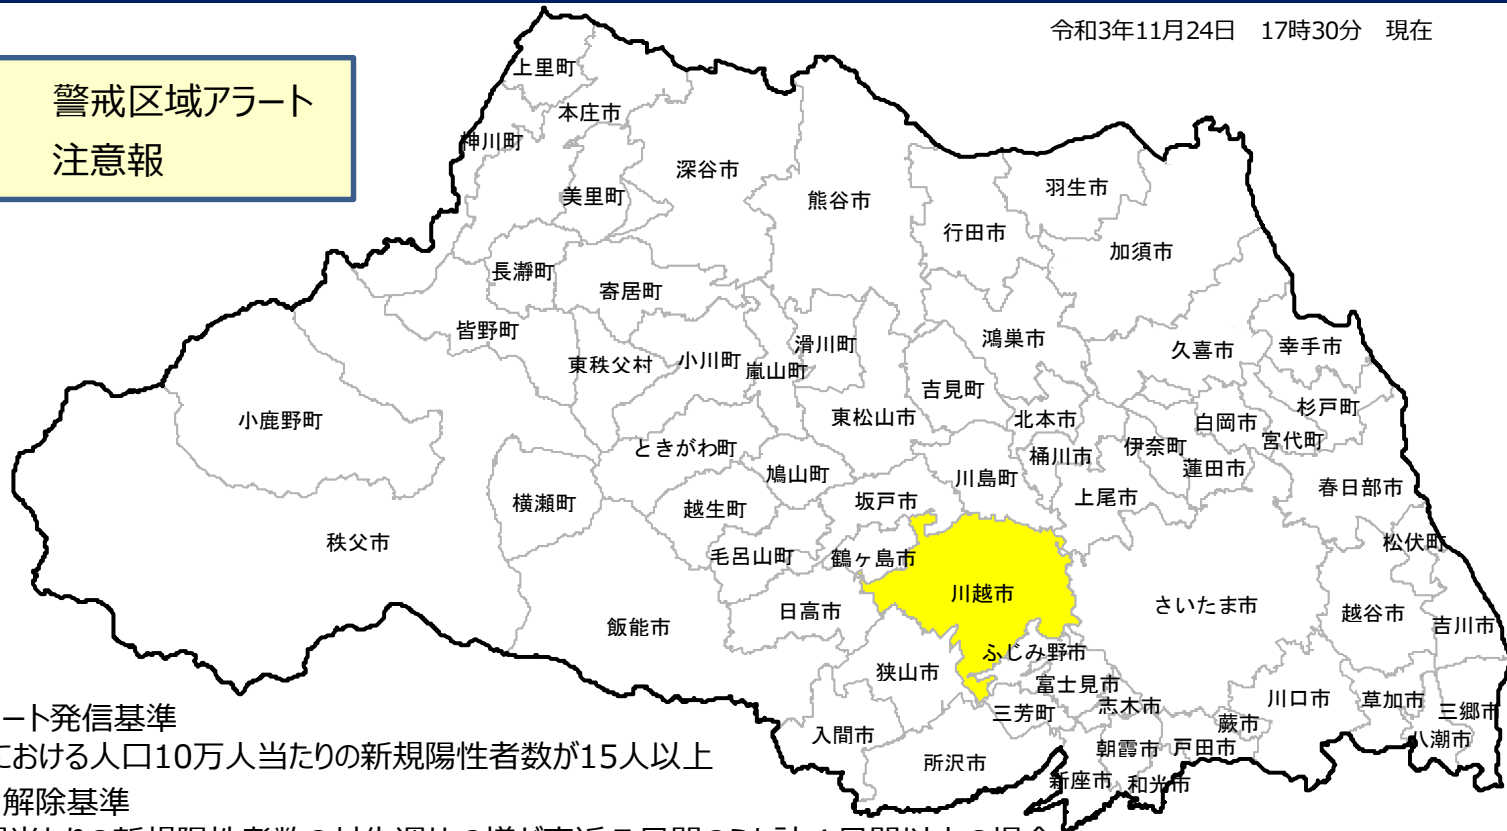 令和3年11月24日　17時30分　現在
警戒区域アラート
注意報
上里町
本庄市
神川町
深谷市
美里町
熊谷市
羽生市
行田市
加須市
長瀞町
寄居町
皆野町
東秩父村
小川町
嵐山町
滑川町
鴻巣市
久喜市
幸手市
吉見町
小鹿野町
東松山市
北本市
白岡市
杉戸町
宮代町
ときがわ町
伊奈町
桶川市
鳩山町
川島町
蓮田市
春日部市
上尾市
横瀬町
越生町
坂戸市
秩父市
毛呂山町
鶴ヶ島市
松伏町
川越市
さいたま市
日高市
越谷市
飯能市
吉川市
ふじみ野市
狭山市
富士見市
志木市
川口市
草加市
三郷市
三芳町
蕨市
入間市
朝霞市
戸田市
八潮市
所沢市
新座市
和光市
ート発信基準
における人口10万人当たりの新規陽性者数が15人以上
解除基準